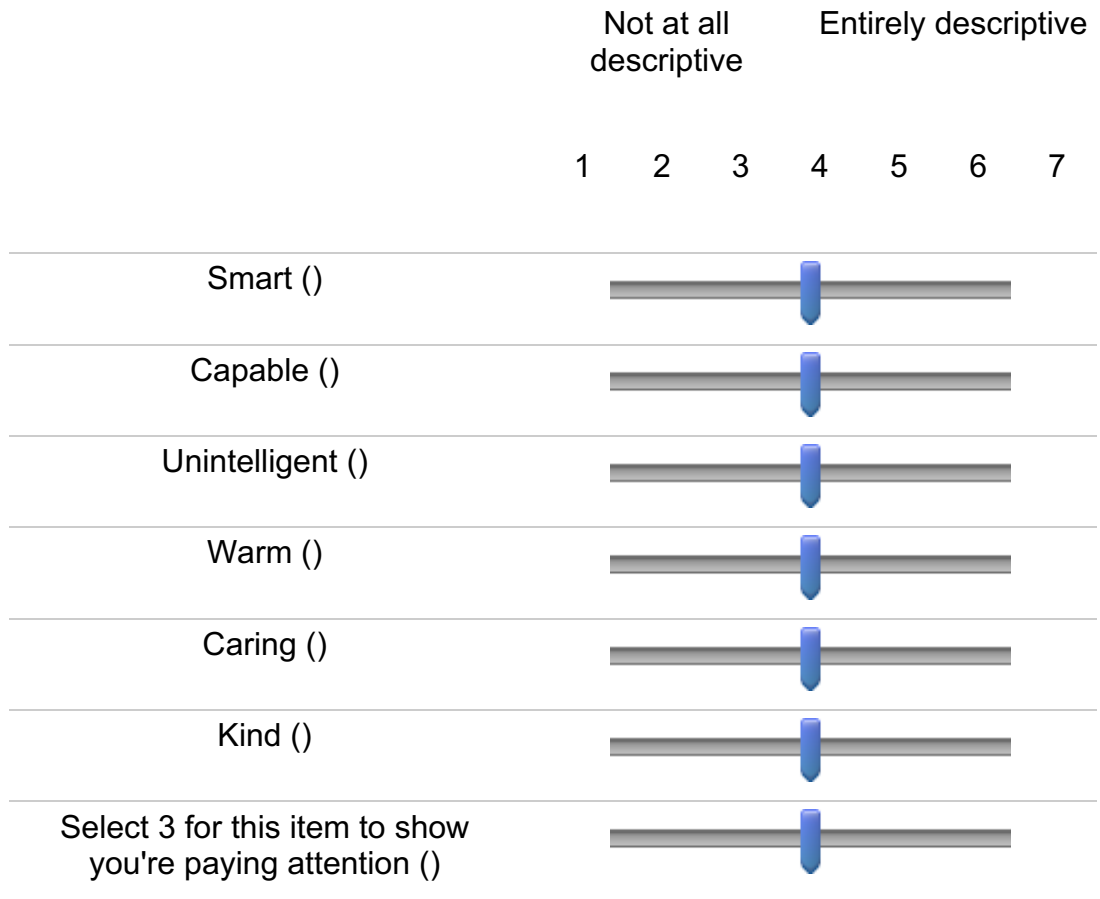 Not at all Entirely descriptive
descriptive
1 2 3 4 5 6 7
Smart ()
Capable ()
Unintelligent ()
Warm ()
Caring ()
Kind ()
Select 3 for this item to show
you're paying attention ()